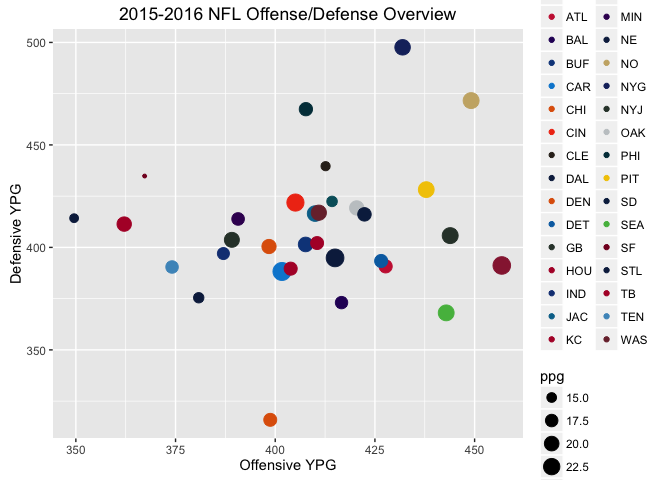 2015-2016 NFL Offense/Defense Overview
500
450
400
350
Defensive YPG
350
375
400
425
450
Offensive YPG
ATL
BAL
BUF
CAR
CHI
CIN
CLE
DAL
DEN
DET
GB
HOU
IND
JAC
KC
MIN
NE
NO
NYG
NYJ
OAK
PHI
PIT
SD
SEA
SF
STL
TB
TEN
WAS
ppg
15.0
17.5
20.0
22.5